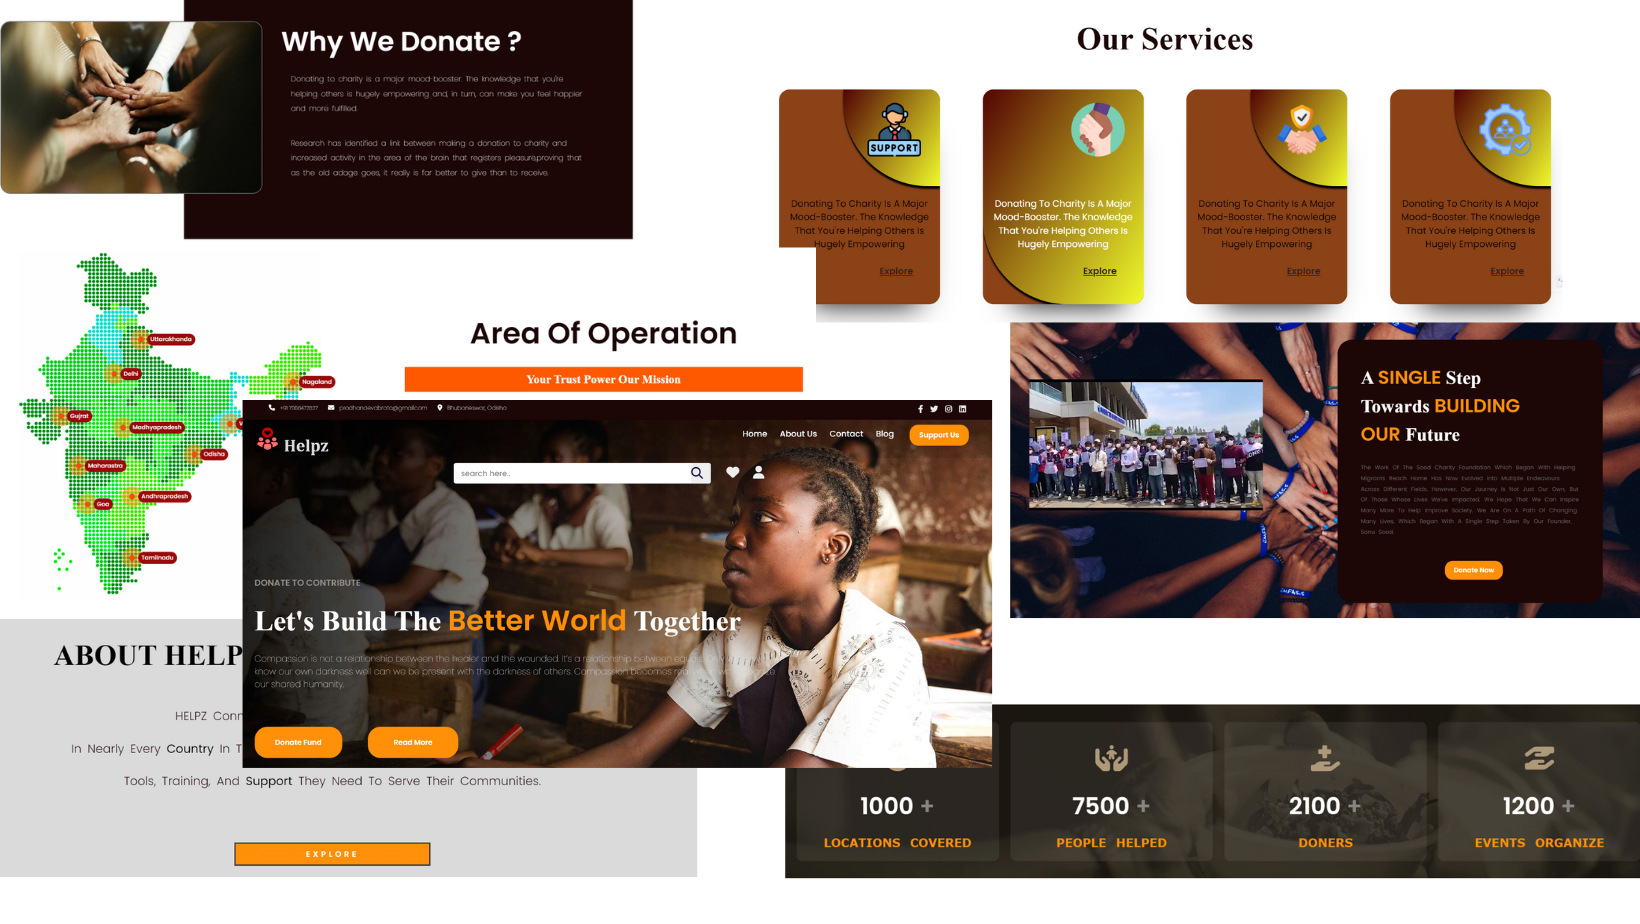 Why We Donate ?
Donating to charity is a major mood-booster. The knowledge that you're
helping others is hugely empowering and, in turn, can make you feel happier
and more fulfilled.
Research has identified a link between making a donation to charity and
increased activity in the area of the brain that registers pleasure,proving that
as the old adage goes, it really is far better to give than to receive.
Our Services
SUPPORT
Donating To Charity Is A Major
Mood-Booster. The Knowledge
That You're Helping Others Is
Hugely Empowering
Explore
Donating To Charity Is A Major
Mood-Booster. The Knowledge
That You're Helping Others Is
Hugely Empowering
Explore
Donating To Charity Is A Major
Mood-Booster. The Knowledge
That You're Helping Others Is
Hugely Empowering
Explore
Donating To Charity Is A Major
Mood-Booster. The Knowledge
That You're Helping Others Is
Hugely Empowering
Explore
Uttarakhanda
Delhi
Nagaland
Gujrat
Madhyapradesh
Odisha
Maharastra
Andhrapradesh
Goa
Tamilnadu
Area Of Operation
Your Trust Power Our Mission
pradhandevabrata@gmail.com
Bhubaneswar, Odisha
Helpz
Home About Us Contact Blog Support Us
search here..
DONATE TO CONTRIBUTE
Let's Build The Better World Together
Compassion is not a relationship between the healer and the wounded. It's a relationship between
know our own darkness well can we be present with the darkness of others. Compassion becomes
our shared humanity.
Donate Fund
Read More
A SINGLE Step
Towards BUILDING
OUR Future
The Work Of The Sood Charity Foundation Which Began With Helping
Migrants Reach Home Has Now Evolved Into Multiple Endeavours
Across Different Fields. However, Our Journey Is Not Just Our Own, But
Of Those Whose Lives We've Impacted. We Hope That We Can Inspire
Many More To Help Improve Society. We Are On A Path Of Changing
Many Lives. Which Began With A Single Step Taken By Our Founder,
Sonu Sood.
Donate Now
ABOUT HELP
HELPZ Conn
In Nearly Every Country In T
Tools, Training, And Support They Need To Serve Their Communities.
EXPLORE
1000 +
LOCATIONS COVERED
7500 +
PEOPLE HELPED
2100 +
DONERS
1200 +
EVENTS ORGANIZE